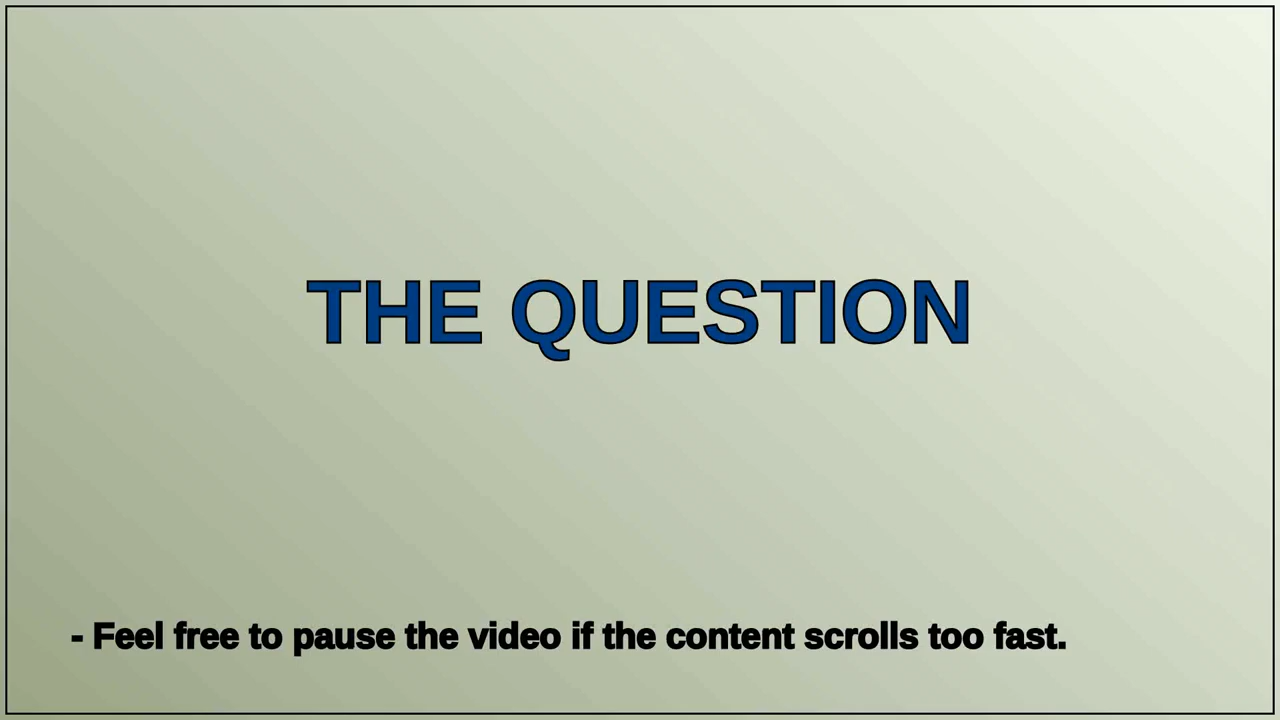 THE QUESTION
- Feel free to pause the video if the content scrolls too fast.